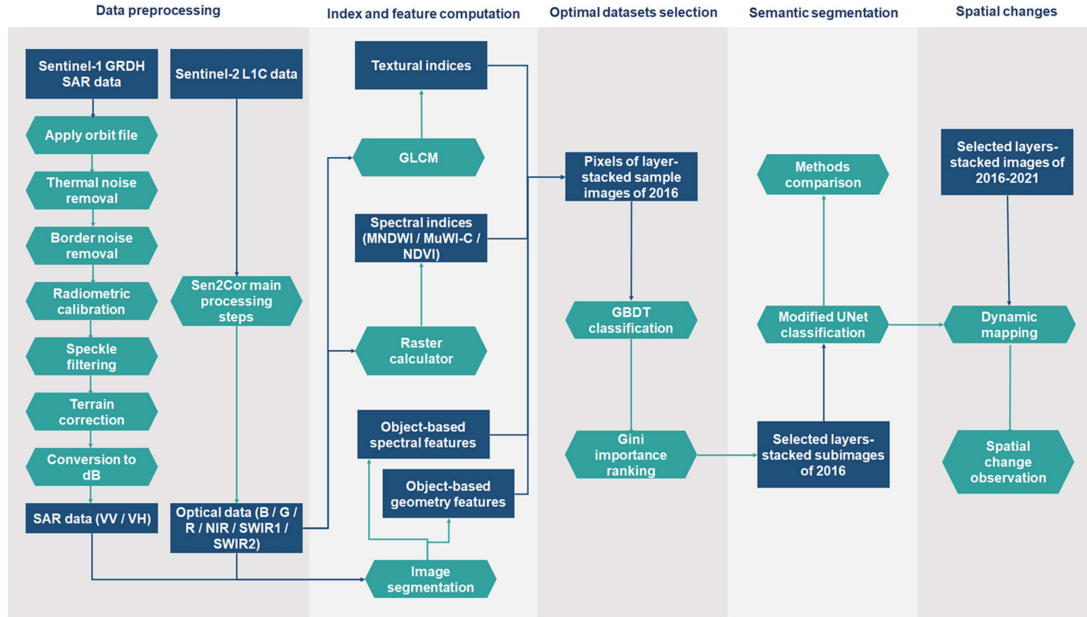 Data preprocessing
Index and feature computation
Optimal datasets selection
Semantic segmentation
Spatial changes
Sentinel-1 GRDH
SAR data
Apply orbit file
Thermal noise
removal
Border noise
removal
Radiometric
calibration
Speckle
filtering
Terrain
correction
Conversion to
dB
SAR data (VV / VH)
Sentinel-2 L1C data
Sen2Cor main
processing
steps
Optical data (B / G /
R / NIR / SWIR1 /
SWIR2)
Textural indices
GLCM
Spectral indices
(MNDWI / MuWI-C /
NDVI)
Raster
calculator
Object-based
spectral features
Object-based
geometry features
Image
segmentation
Pixels of layer-
stacked sample
images of 2016
GBDT
classification
Gini
importance
ranking
Methods
comparison
Modified UNet
classification
Selected layers-
stacked subimages
of 2016
Selected layers-
stacked images of
2016-2021
Dynamic
mapping
Spatial
change
observation